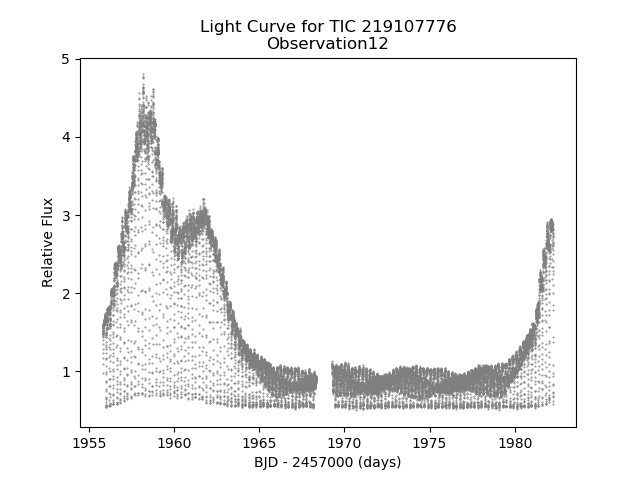 Light Curve for TIC 219107776
Observation12
5
4
3
2
1
Relative Flux
1955
1960
1965
1970
1975
1980
BJD - 2457000 (days)